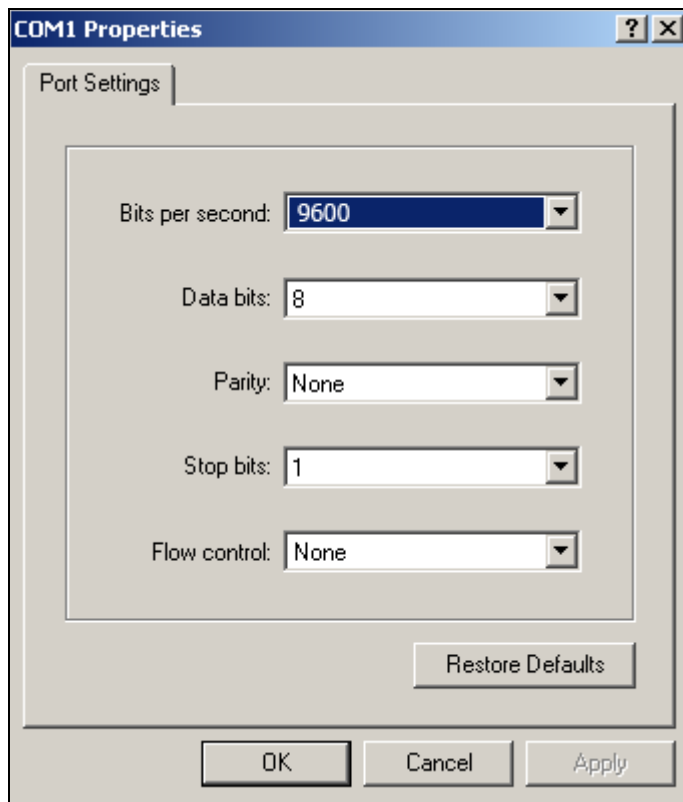 COM1 Properties
Port Settings
Bits per second: 9600
Data bits: 8
Parity: None
Stop bits: 1
Flow control: None
Restore Defaults
OK Cancel Apply